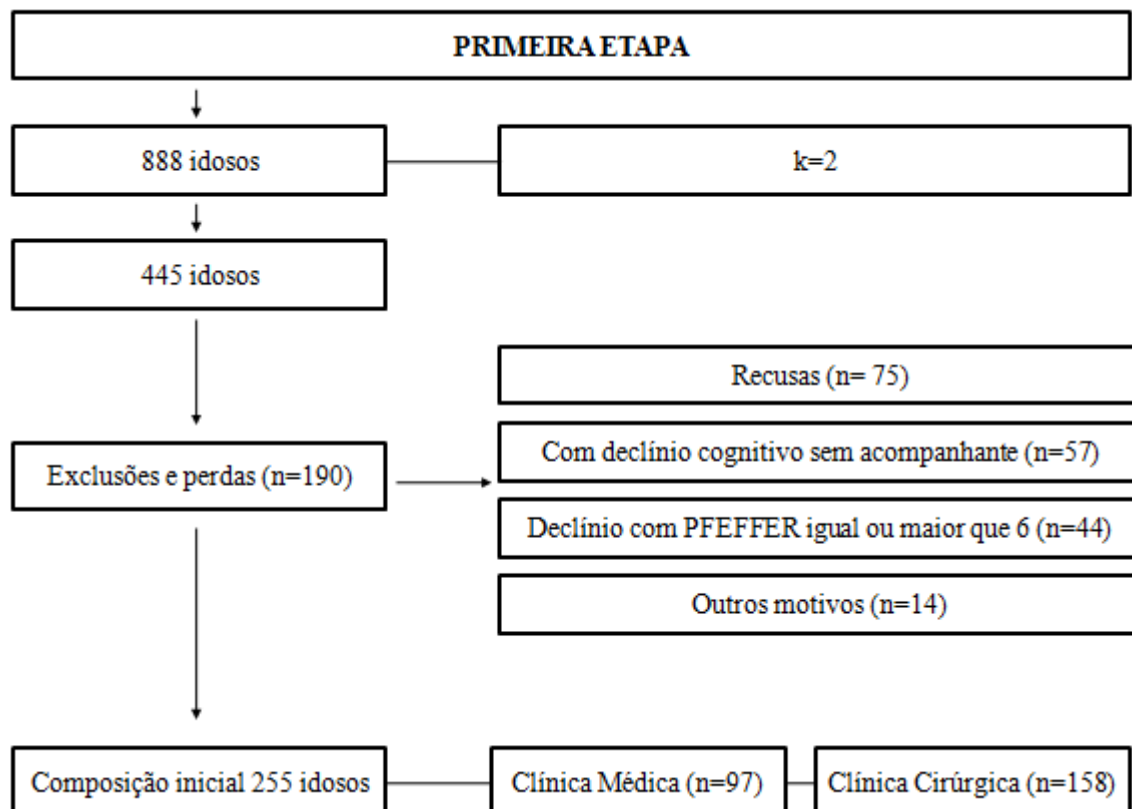 PRIMEIRA ETAPA
888 idosos
k=2
445 idosos
Recusas (n= 75)
Com declínio cognitivo sem acompanhante (n=57)
Exclusões e perdas (n=190)
Declínio com PFEFFER igual ou maior que 6 (n=44)
Outros motivos (n=14)
Composição inicial 255 idosos
Clínica Médica (n=97)
Clínica Cirúrgica (n=158)